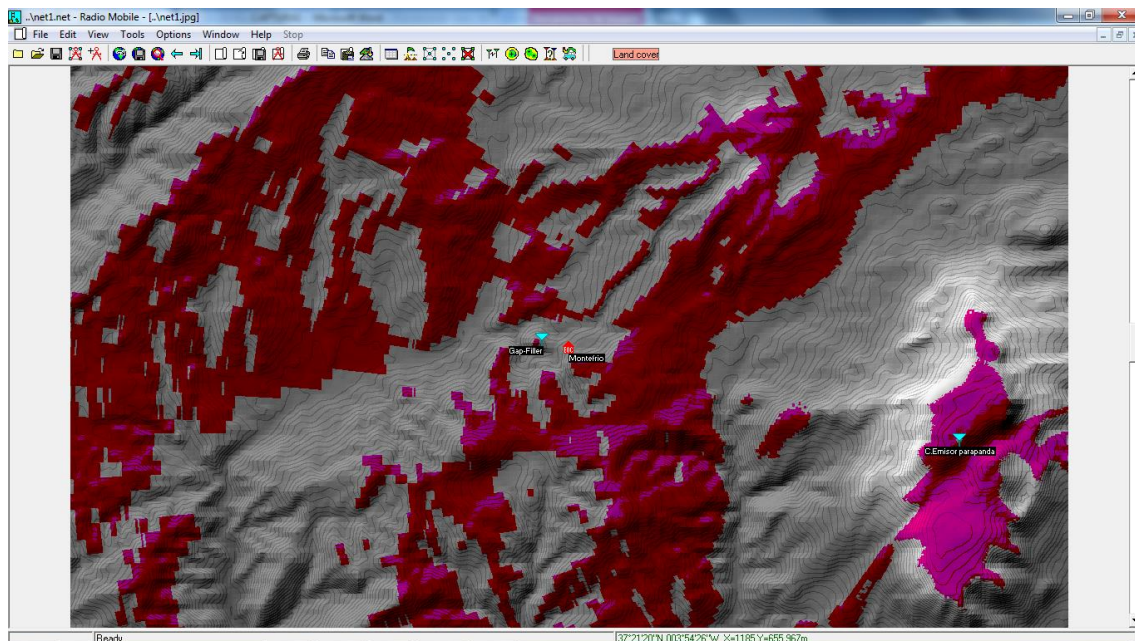 ..\net1.net - Radio Mobile - [..\net1.jpg]
File Edit View Tools Options Window Help Stop
Land cover
Gap-Filler
Montefrio
C.Emisor parapanda
Ready
37°21'20"N 003°54'26"W X=1185 Y=655,967m